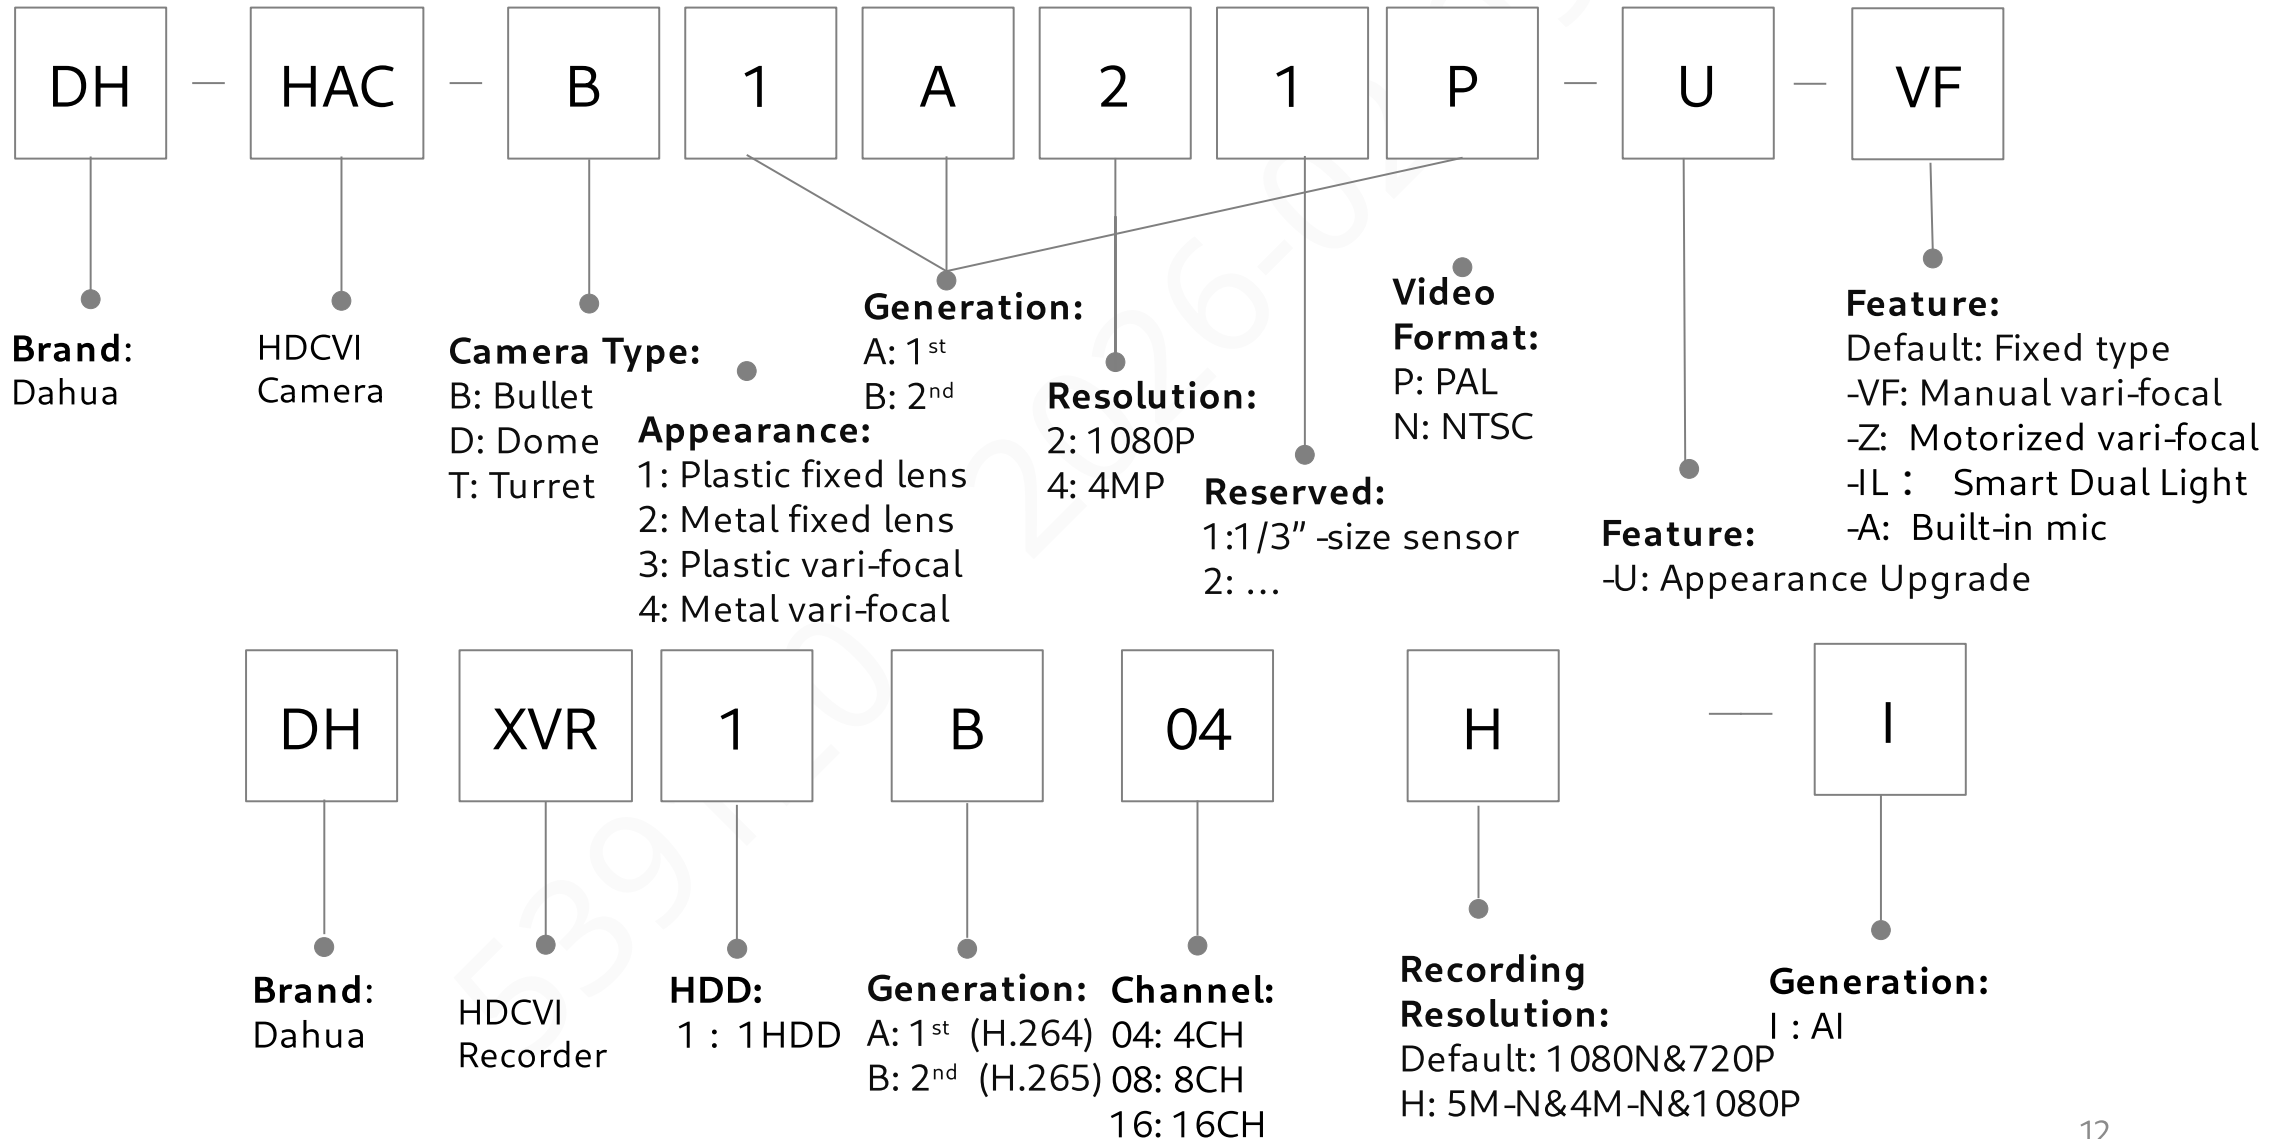 DH – HAC – B 1 A 2 1 P – U – VF
Brand:
Dahua
HDCVI
Camera
Camera Type:
B: Bullet
D: Dome
T: Turret
Appearance:
1: Plastic fixed lens
2: Metal fixed lens
3: Plastic vari-focal
4: Metal vari-focal
Generation:
A: 1st
B: 2nd
Resolution:
2: 1080P
4: 4MP
Reserved:
1:1/3” -size sensor
2: ...
Video
Format:
P: PAL
N: NTSC
Feature:
-U: Appearance Upgrade
Feature:
Default: Fixed type
-VF: Manual vari-focal
-Z: Motorized vari-focal
-IL： Smart Dual Light
-A: Built-in mic
DH XVR 1 B 04 H — I
Brand:
Dahua
HDCVI
Recorder
HDD:
1 : 1HDD
Generation:
A: 1st (H.264)
B: 2nd (H.265)
Channel:
04: 4CH
08: 8CH
16: 16CH
Recording
Resolution:
Default: 1080N&720P
H: 5M-N&4M-N&1080P
Generation:
I : AI
12